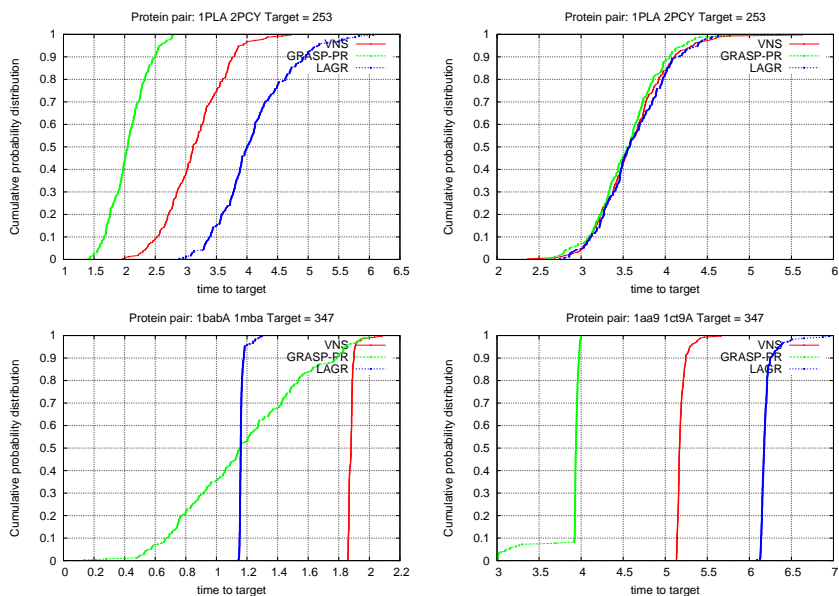 Protein pair: 1PLA 2PCY Target = 253
1
0.9
0.8
0.7
0.6
0.5
0.4
0.3
0.2
0.1
0
Cumulative probability distribution
VNS
GRASP-PR
LAGR
1 1.5 2 2.5 3 3.5 4 4.5 5 5.5 6 6.5
time to target
Protein pair: 1PLA 2PCY Target = 253
1
0.9
0.8
0.7
0.6
0.5
0.4
0.3
0.2
0.1
0
Cumulative probability distribution
VNS
GRASP-PR
LAGR
2 2.5 3 3.5 4 4.5 5 5.5 6
time to target
Protein pair: 1babA 1mba Target = 347
1
0.9
0.8
0.7
0.6
0.5
0.4
0.3
0.2
0.1
0
Cumulative probability distribution
VNS
GRASP-PR
LAGR
0 0.2 0.4 0.6 0.8 1 1.2 1.4 1.6 1.8 2 2.2
time to target
Protein pair: 1aa9 1ct9A Target = 347
1
0.9
0.8
0.7
0.6
0.5
0.4
0.3
0.2
0.1
0
Cumulative probability distribution
VNS
GRASP-PR
LAGR
3 3.5 4 4.5 5 5.5 6 6.5 7
time to target